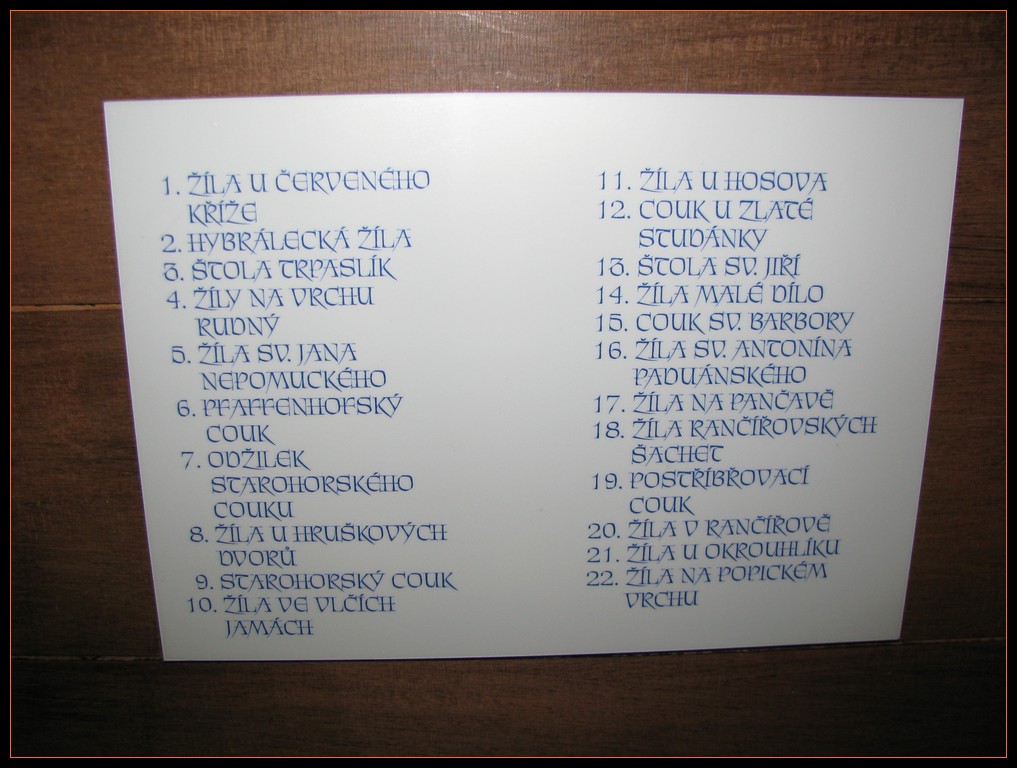 1. ŽÍLA U ČERVENÉHO
KŘÍŽE
2. HYBRÁLECKÁ ŽÍLA
3. ŠTOLA TRPASLÍK
4. ŽÍLY NA VRCHU
RUDNÝ
5. ŽÍLA SV. JANA
NEPOMUCKÉHO
6. PFAFFENHOFSKÝ
COUK
7. ODŽILEK
STAROHORSKÉHO
COUKU
8. ŽÍLA U HRUŠKOVÝCH
DVORŮ
9. STAROHORSKÝ COUK
10. ŽÍLA VE VLČÍCH
JAMÁCH
11. ŽÍLA U HOSOVA
12. COUK U ZLATÉ
STUDÁNKY
13. ŠTOLA SV. JIŘÍ
14. ŽÍLA MALÉ DÍLO
15. COUK SV. BARBORY
16. ŽÍLA SV. ANTONÍNA
PADUÁNSKÉHO
17. ŽÍLA NA PANČAVĚ
18. ŽÍLA RANČÍŘOVSKÝCH
ŠACHET
19. POSTŘÍBŘOVACÍ
COUK
20. ŽÍLA V RANČÍŘOVĚ
21. ŽÍLA U OKROUHLÍKU
22. ŽÍLA NA POPICKÉM
VRCHU